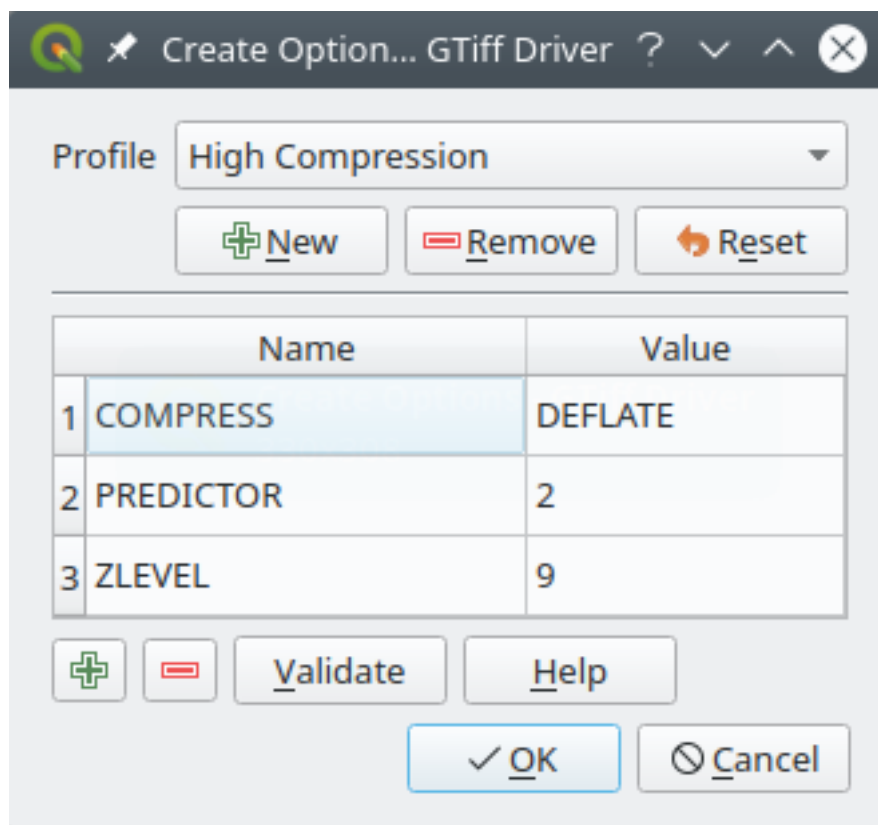 Create Option... GTiff Driver ?
Profile High Compression
New Remove Reset
Name Value
1 COMPRESS DEFLATE
2 PREDICTOR 2
3 ZLEVEL 9
Validate Help
OK Cancel